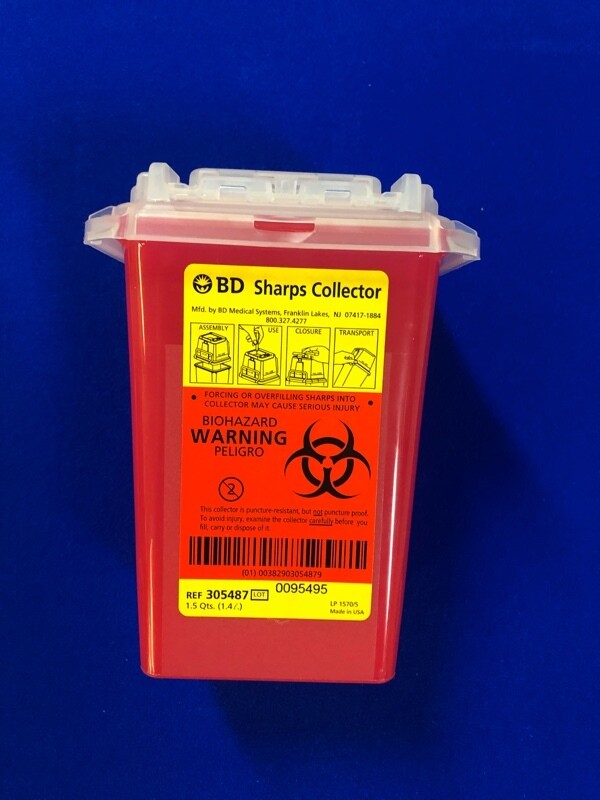 BD Sharps Collector
Mfd. by BD Medical Systems, Franklin Lakes, NJ 07417-1884
800.327.4277
ASSEMBLY USE CLOSURE TRANSPORT
• FORCING OR OVERFILLING SHARPS INTO •
COLLECTOR MAY CAUSE SERIOUS INJURY
BIOHAZARD
WARNING
PELIGRO
2
This collector is puncture-resistant, but not puncture proof.
To avoid injury, examine the collector carefully before you
fill, carry or dispose of it.
(01) 00382903054879
REF 305487 LOT 0095495
1.5 Qts. (1.4ℓ.) LP 1570/5
Made in USA